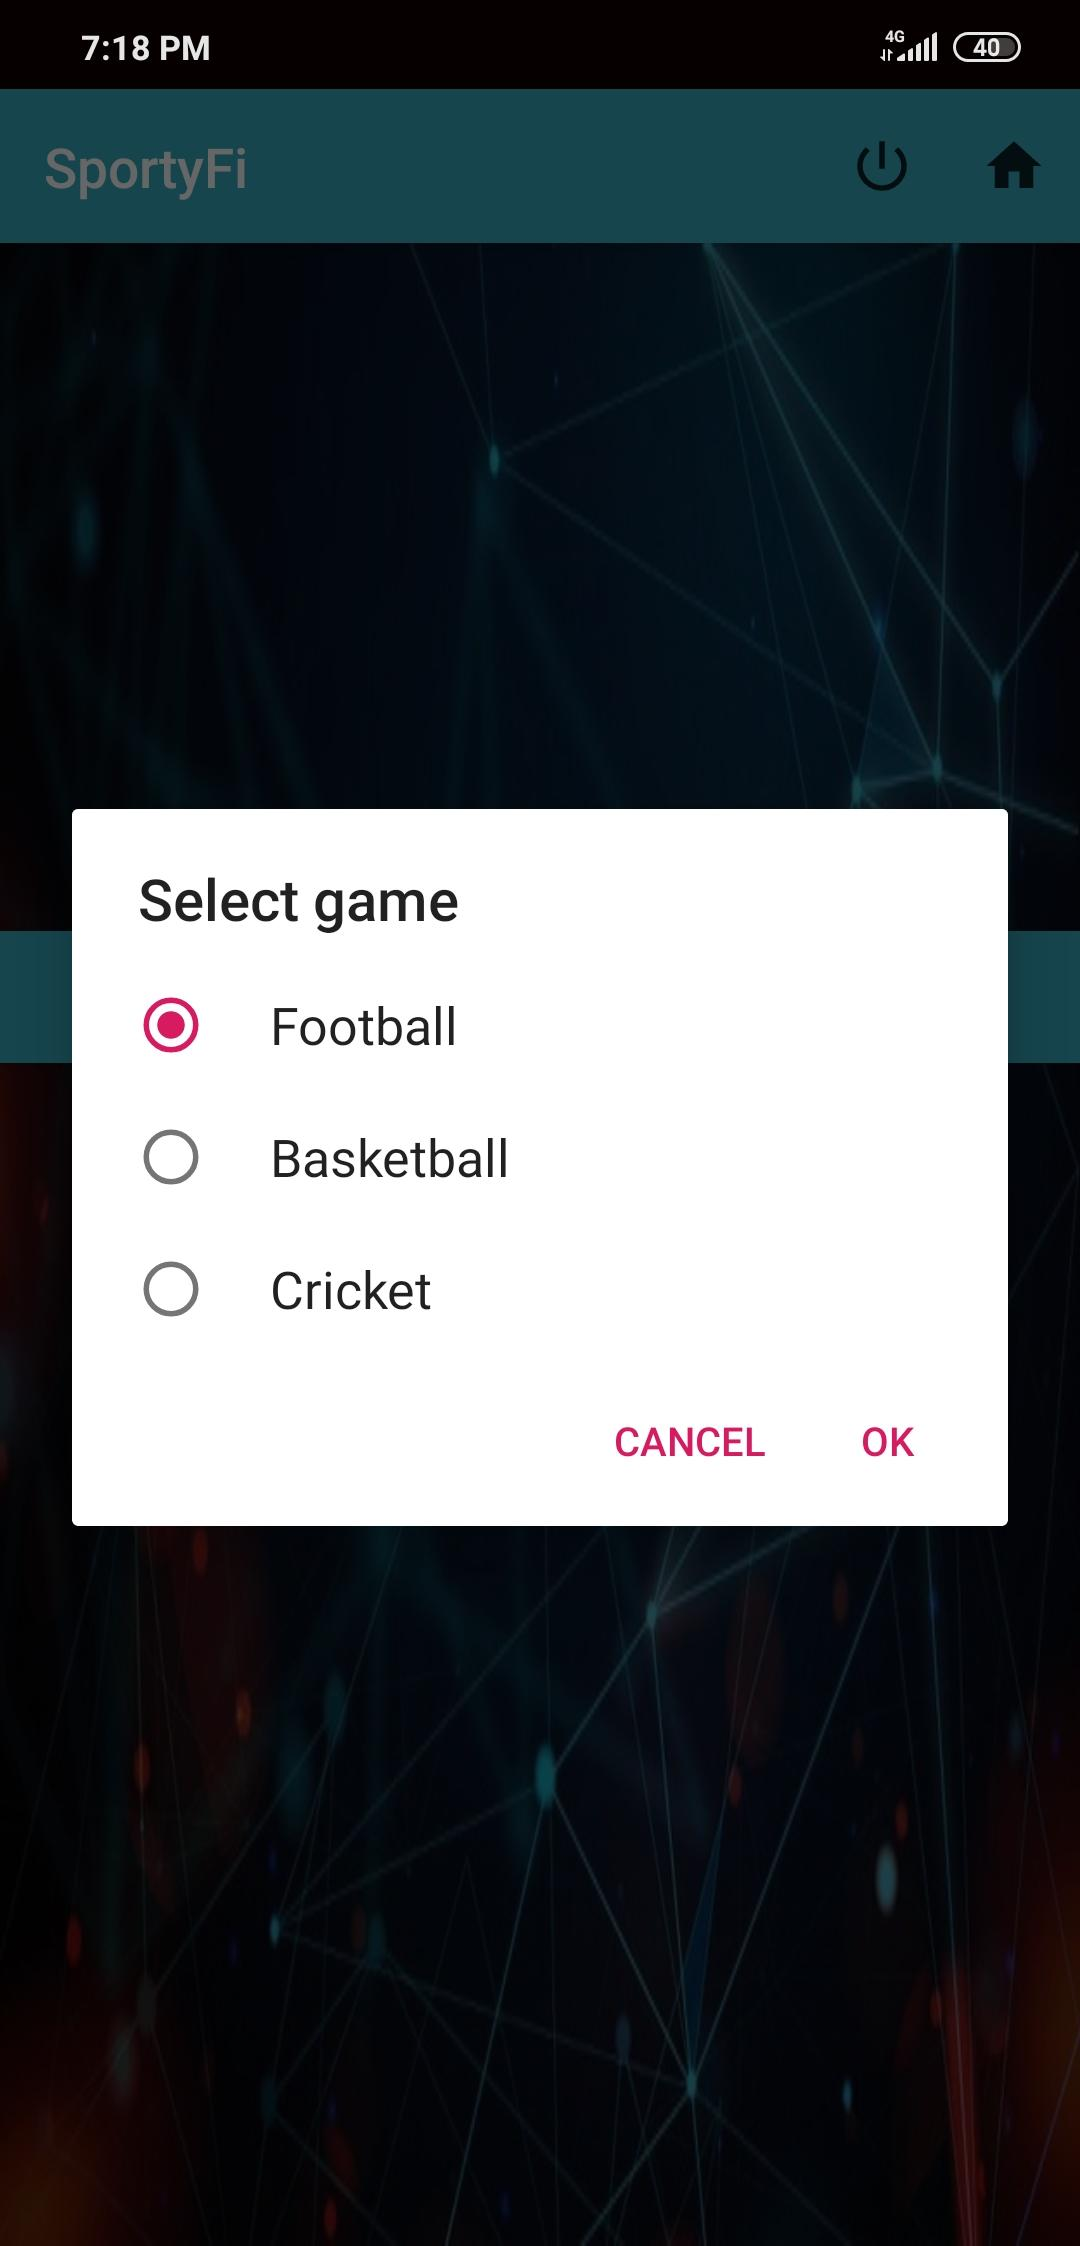 7:18 PM
4G
40
SportyFi
Select game
Football
Basketball
Cricket
CANCEL
OK